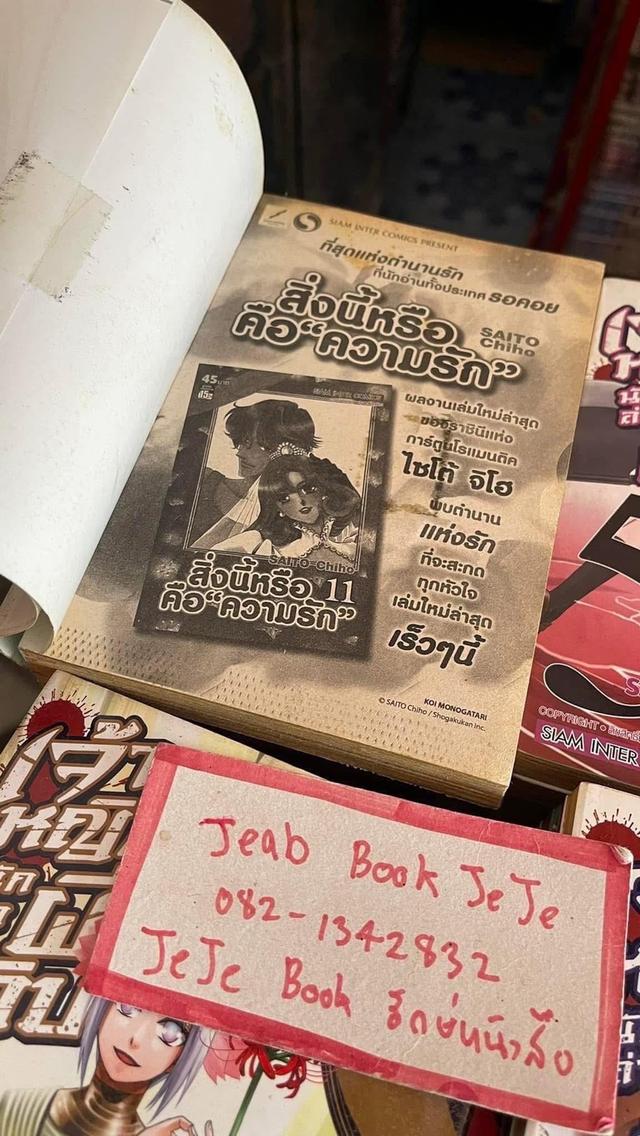 SIAM INTER COMICS PRESENT
ที่สุดแห่งตำนานรัก
ที่นักอ่านทั้งประเทศ รอคอย
สิ่งนี้หรือ
คือ“ความรัก”
SAITO
Chiho
45 บาท
SIAM INTER COMICS
SAITO Chiho
สิ่งนี้หรือ 11
คือ“ความรัก”
ผลงานเล่มใหม่ล่าสุด
ของราชินีแห่ง
การ์ตูนโรแมนติค
ไซโต้ จิโฮ
พบตำนาน
แห่งรัก
ที่จะสะกด
ทุกหัวใจ
เล่มใหม่ล่าสุด
เร็วๆนี้
KOI MONOGATARI
© SAITO Chiho / Shogakukan Inc.
COPYRIGHT
SIAM INTER
เจ้า
หญิ
Jeab Book JeJe
082-1342832
JeJe Book